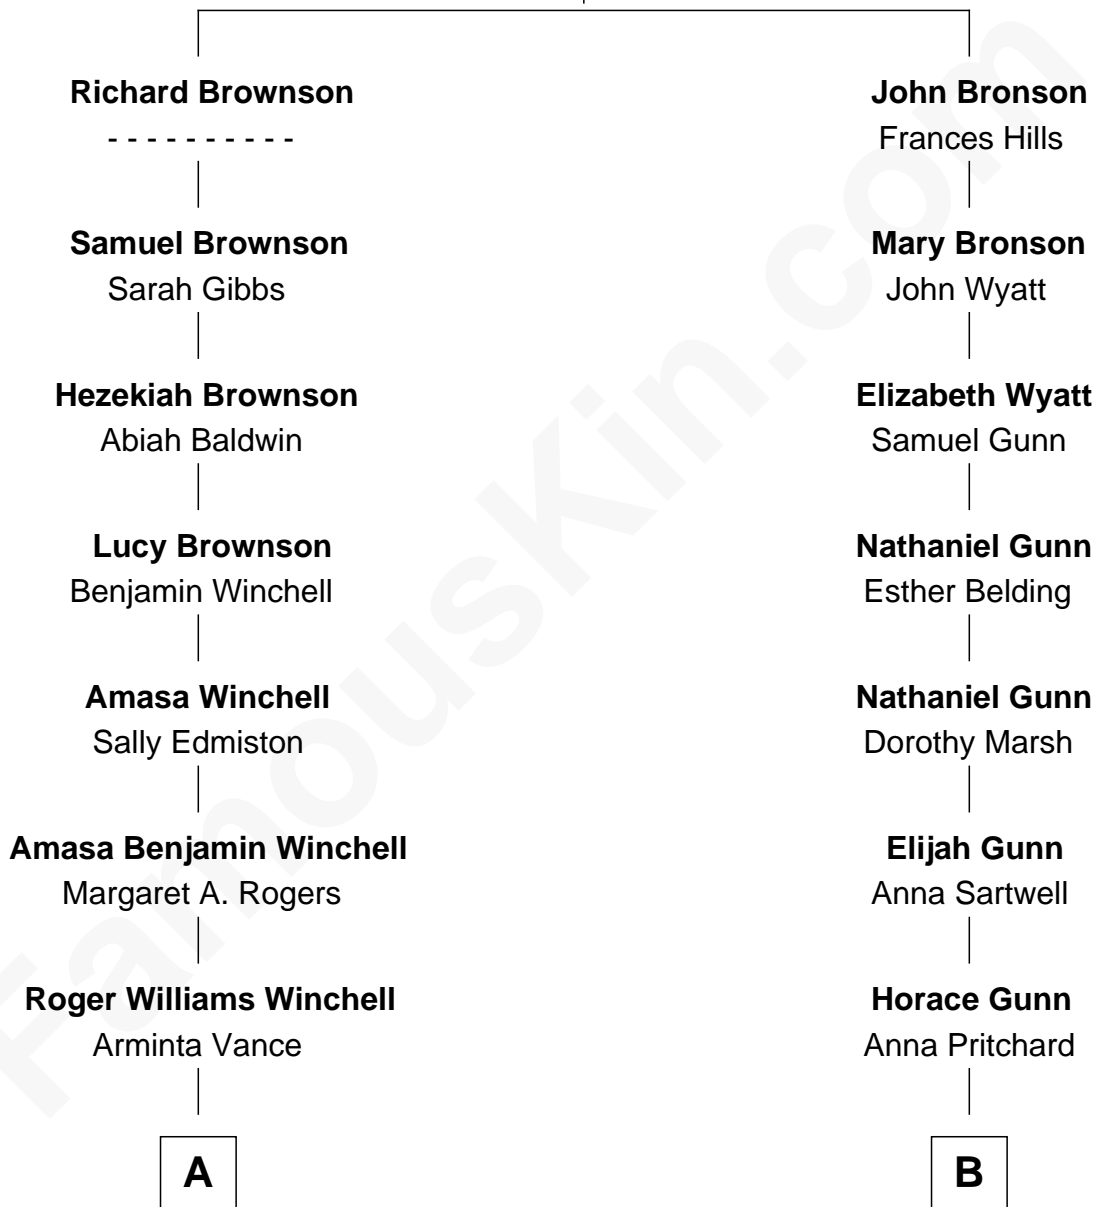 Richard Brownson
- - - - - - - - - -
Samuel Brownson
Sarah Gibbs
Hezekiah Brownson
Abiah Baldwin
Lucy Brownson
Benjamin Winchell
Amasa Winchell
Sally Edmiston
Amasa Benjamin Winchell
Margaret A. Rogers
Roger Williams Winchell
Arminta Vance
A
John Bronson
Frances Hills
Mary Bronson
John Wyatt
Elizabeth Wyatt
Samuel Gunn
Nathaniel Gunn
Esther Belding
Nathaniel Gunn
Dorothy Marsh
Elijah Gunn
Anna Sartwell
Horace Gunn
Anna Pritchard
B
FamousKin.com